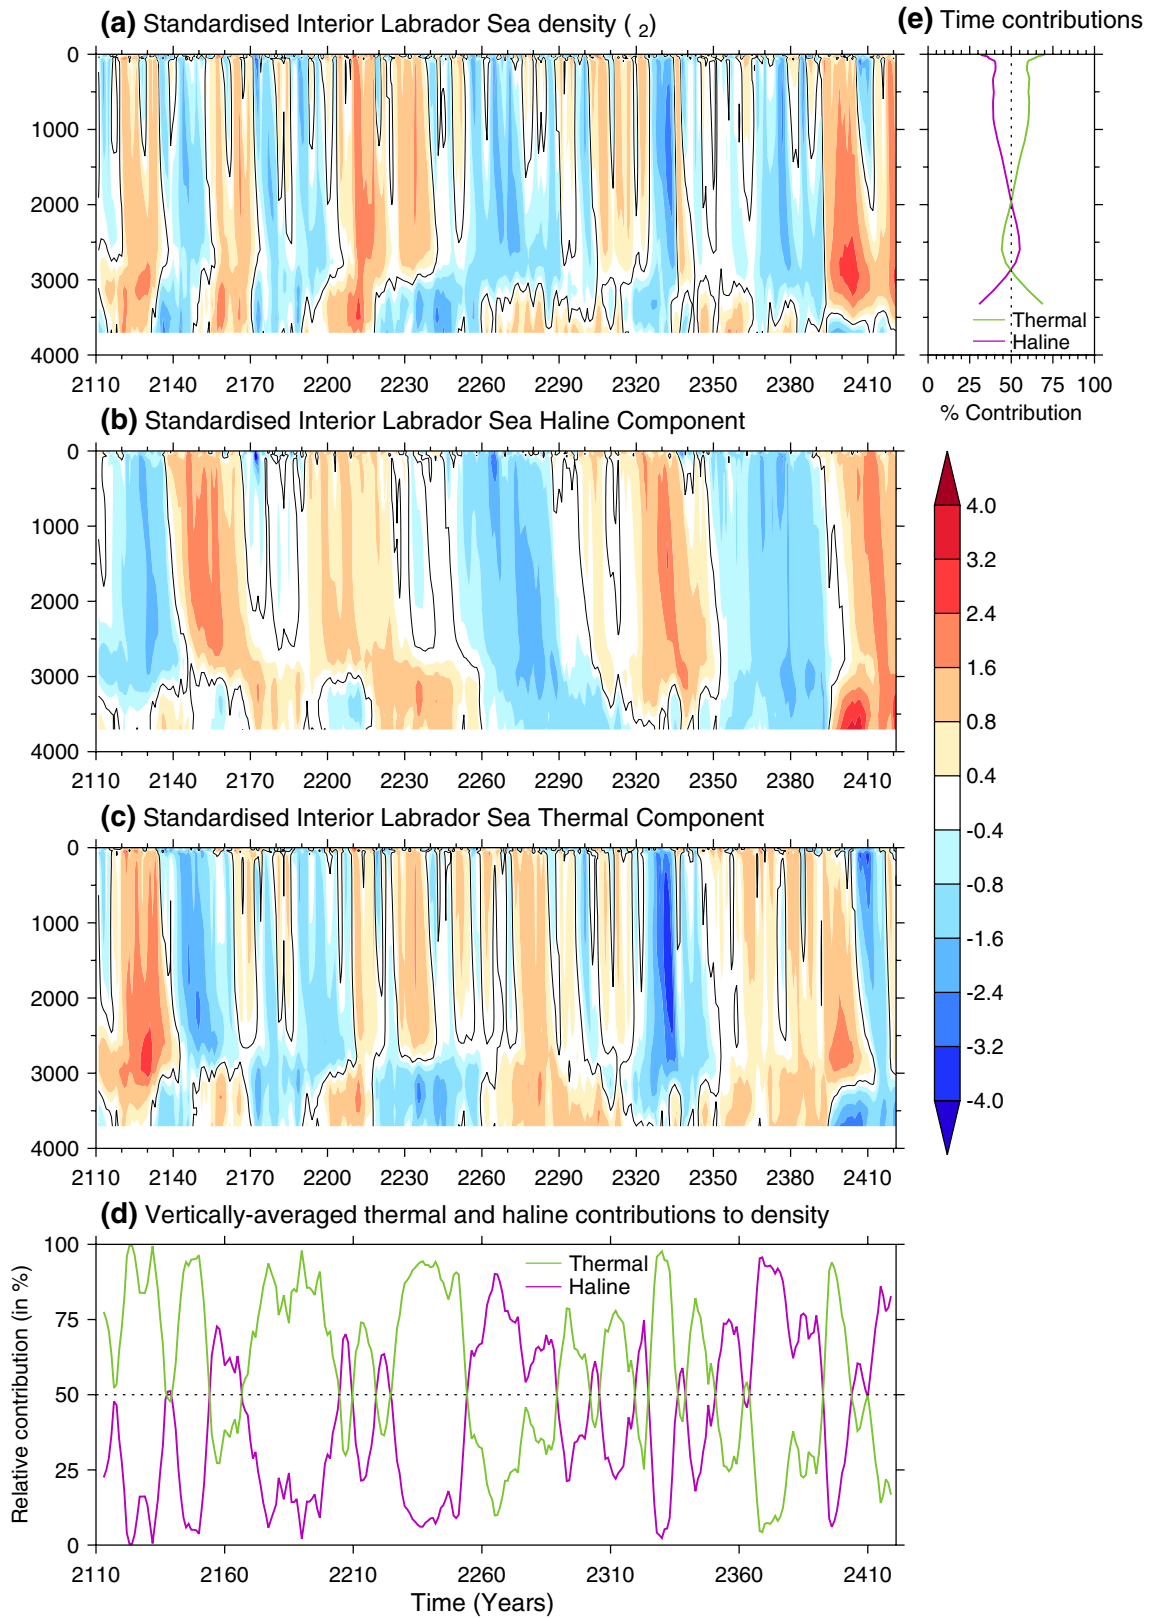 (a) Standardised Interior Labrador Sea density ( 2)
(e) Time contributions
0
1000
2000
3000
4000
2110 2140 2170 2200 2230 2260 2290 2320 2350 2380 2410
Thermal
Haline
0 25 50 75 100
% Contribution
(b) Standardised Interior Labrador Sea Haline Component
0
1000
2000
3000
4000
2110 2140 2170 2200 2230 2260 2290 2320 2350 2380 2410
4.0
3.2
2.4
1.6
0.8
0.4
-0.4
-0.8
-1.6
-2.4
-3.2
-4.0
(c) Standardised Interior Labrador Sea Thermal Component
0
1000
2000
3000
4000
2110 2140 2170 2200 2230 2260 2290 2320 2350 2380 2410
(d) Vertically-averaged thermal and haline contributions to density
Relative contribution (in %)
100
75
50
25
0
Thermal
Haline
2110 2160 2210 2260 2310 2360 2410
Time (Years)